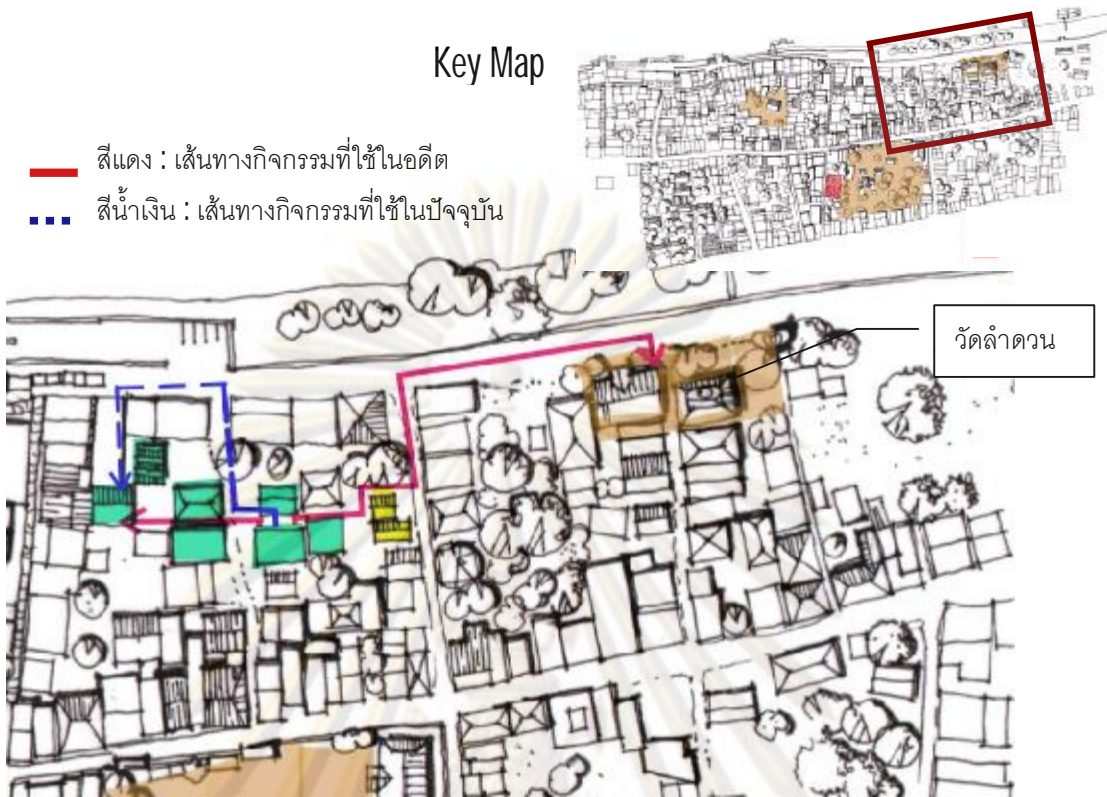 Key Map
สีแดง : เส้นทางกิจกรรมที่ใช้ในอดีต
สีน้ำเงิน : เส้นทางกิจกรรมที่ใช้ในปัจจุบัน
วัดลำดวน